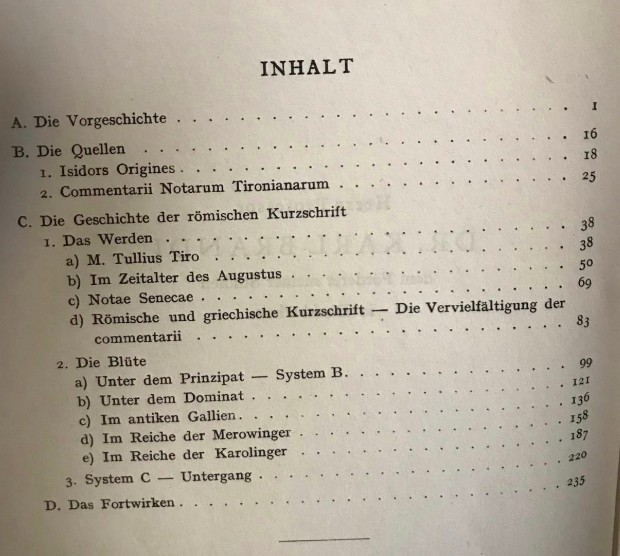 INHALT
A. Die Vorgeschichte . . . . . . . . . . . . . . . . . . 1
B. Die Quellen . . . . . . . . . . . . . . . . . . . . 16
1. Isidors Origines . . . . . . . . . . . . . . . . . . 18
2. Commentarii Notarum Tironianarum . . . . . . . . . . 25
C. Die Geschichte der römischen Kurzschrift
1. Das Werden . . . . . . . . . . . . . . . . . . . . 38
a) M. Tullius Tiro . . . . . . . . . . . . . . . . . . 38
b) Im Zeitalter des Augustus . . . . . . . . . . . . . 50
c) Notae Senecae . . . . . . . . . . . . . . . . . . . 69
d) Römische und griechische Kurzschrift — Die Vervielfältigung der
commentarii . . . . . . . . . . . . . . . . . . . 83
2. Die Blüte
a) Unter dem Prinzipat — System B. . . . . . . . . . . 99
b) Unter dem Dominat . . . . . . . . . . . . . . . . . 121
c) Im antiken Gallien . . . . . . . . . . . . . . . . . 136
d) Im Reiche der Merowinger . . . . . . . . . . . . . . 158
e) Im Reiche der Karolinger . . . . . . . . . . . . . . 187
3. System C — Untergang . . . . . . . . . . . . . . . . 220
D. Das Fortwirken . . . . . . . . . . . . . . . . . . . 235